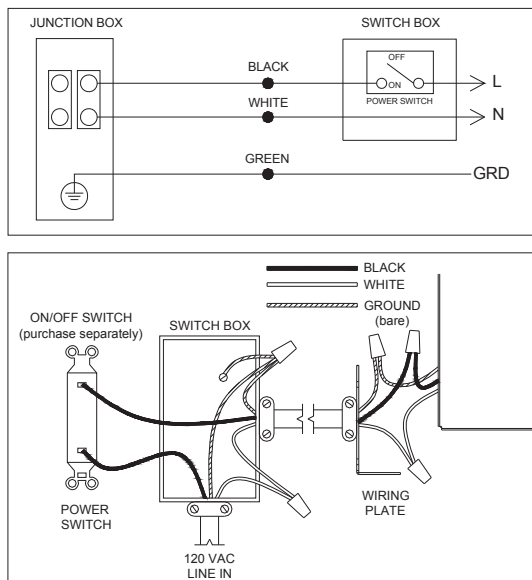 JUNCTION BOX
SWITCH BOX
OFF
BLACK
ON
L
POWER SWITCH
WHITE
N
GREEN
GRD
BLACK
WHITE
GROUND
(bare)
ON/OFF SWITCH
(purchase separately)
SWITCH BOX
POWER
SWITCH
WIRING
PLATE
120 VAC
LINE IN